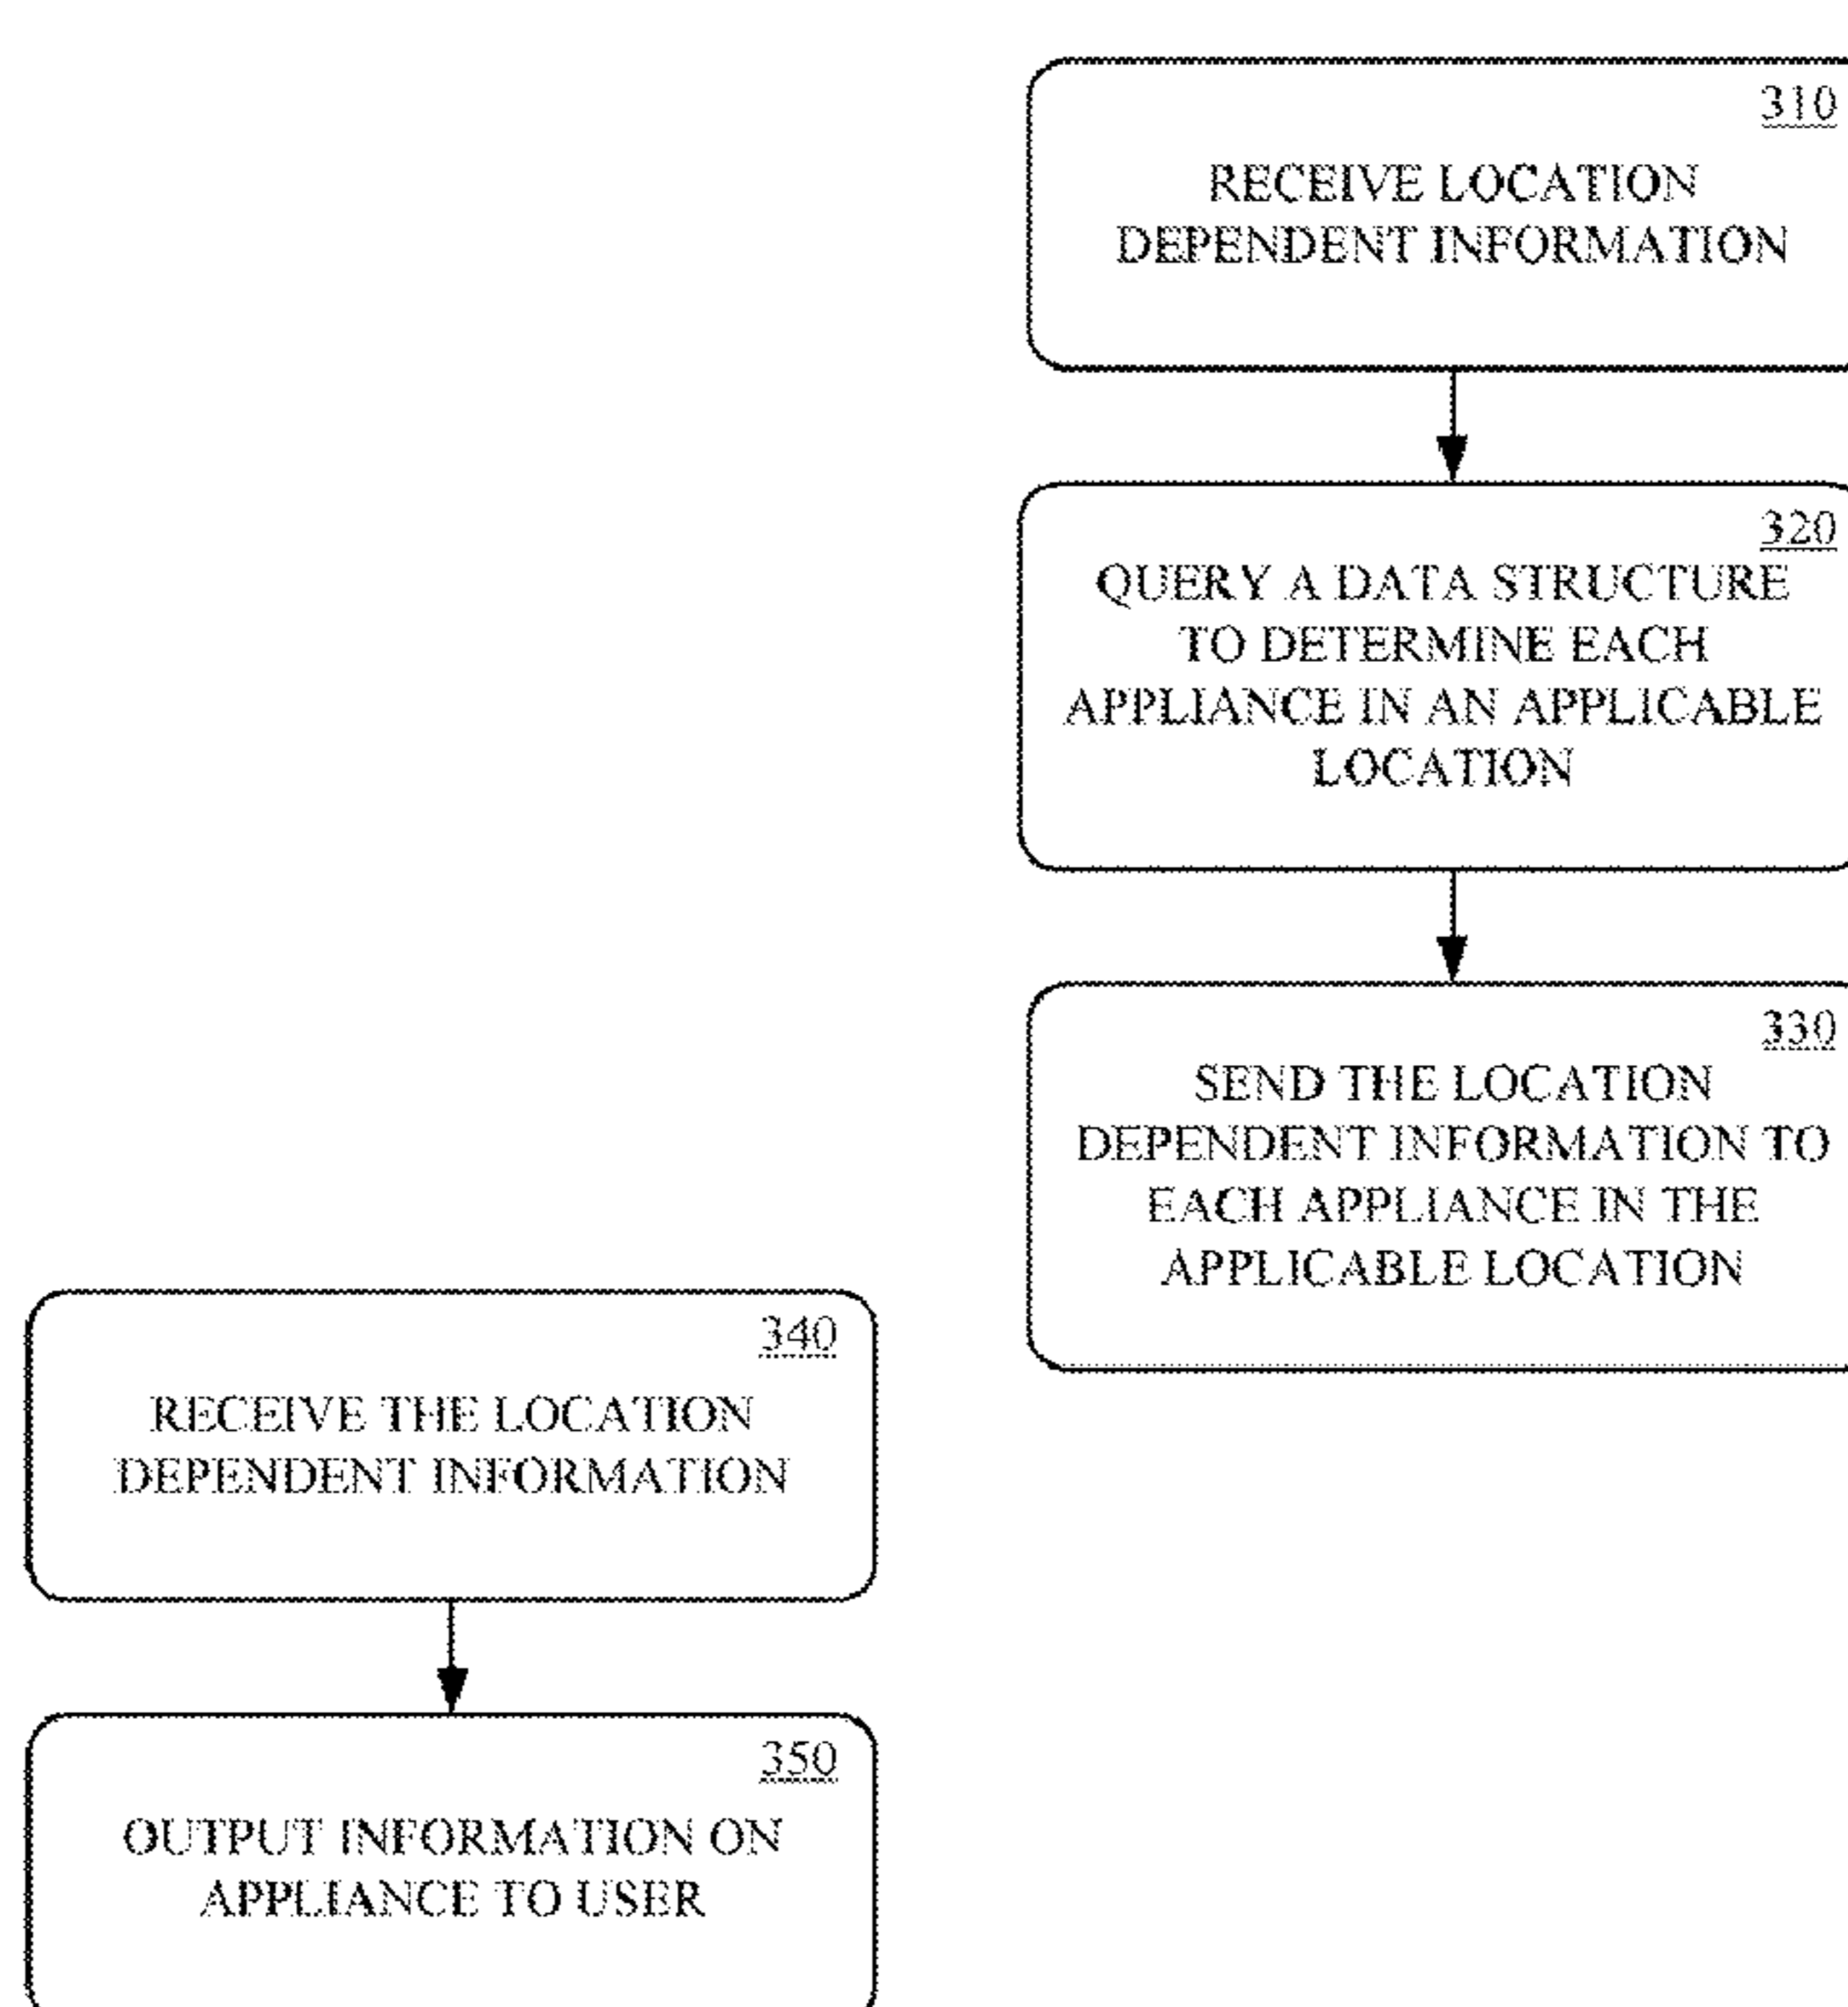 310
RECEIVE LOCATION
DEPENDENT INFORMATION
320
QUERY A DATA STRUCTURE
TO DETERMINE EACH
APPLIANCE IN AN APPLICABLE
LOCATION
330
SEND THE LOCATION
DEPENDENT INFORMATION TO
EACH APPLIANCE IN THE
APPLICABLE LOCATION
340
RECEIVE THE LOCATION
DEPENDENT INFORMATION
350
OUTPUT INFORMATION ON
APPLIANCE TO USER